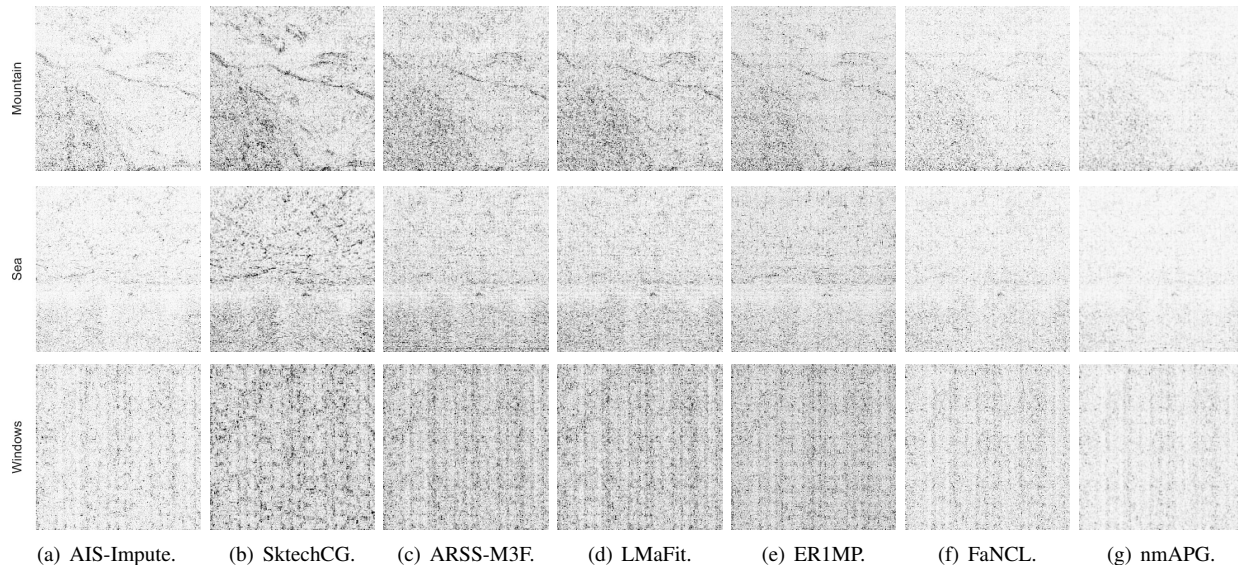 Mountain
Sea
Windows
(a) AIS-Impute. (b) SktechCG. (c) ARSS-M3F. (d) LMaFit. (e) ER1MP. (f) FaNCL. (g) nmAPG.